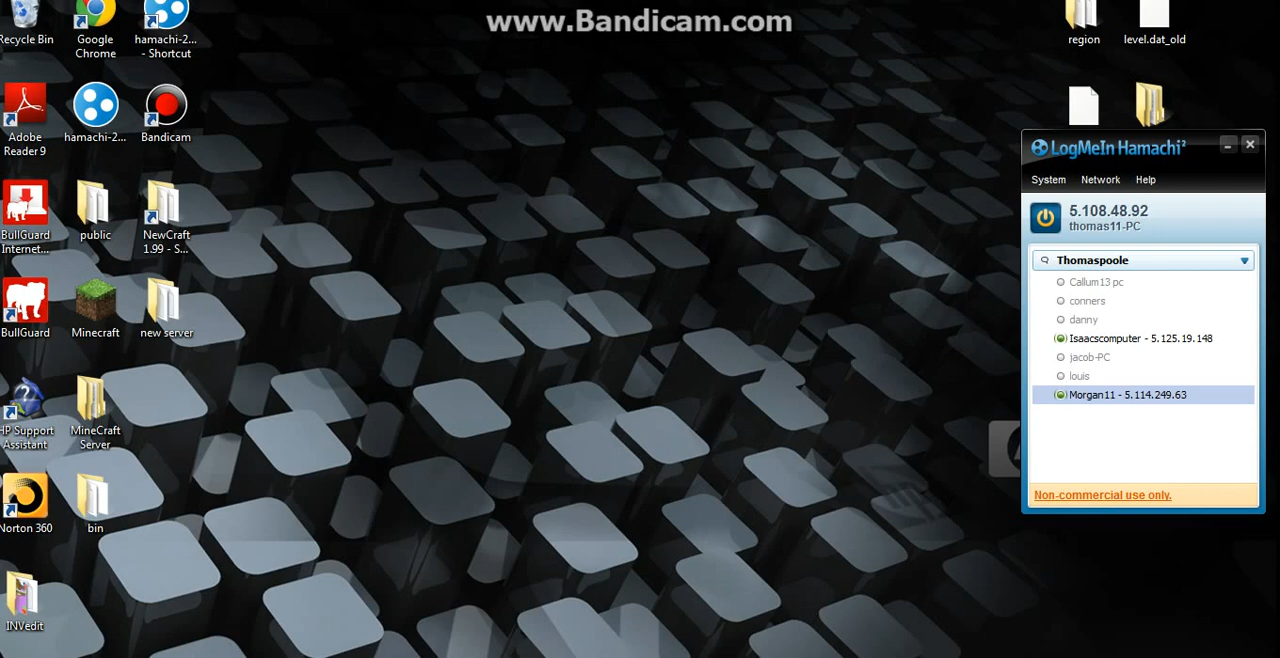 www.Bandicam.com
Recycle Bin
Google
Chrome
hamachi-2...
- Shortcut
region
level.dat_old
Adobe
Reader 9
hamachi-2...
Bandicam
BullGuard
Internet...
public
NewCraft
1.99 - S...
BullGuard
Minecraft
new server
HP Support
Assistant
MineCraft
Server
Norton 360
bin
INVedit
LogMeIn Hamachi²
System Network Help
5.108.48.92
thomas11-PC
Thomaspoole
Callum13 pc
conners
danny
Isaacscomputer - 5.125.19.148
jacob-PC
louis
Morgan11 - 5.114.249.63
Non-commercial use only.